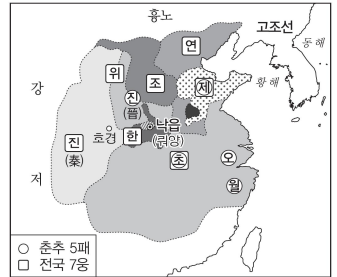 흉노
고조선
동해
연
위
조
제
황해
강
진
(晉)
낙읍
(뤄양)
호경
한
진
(秦)
초
오
월
저
○ 춘추 5패
□ 전국 7웅